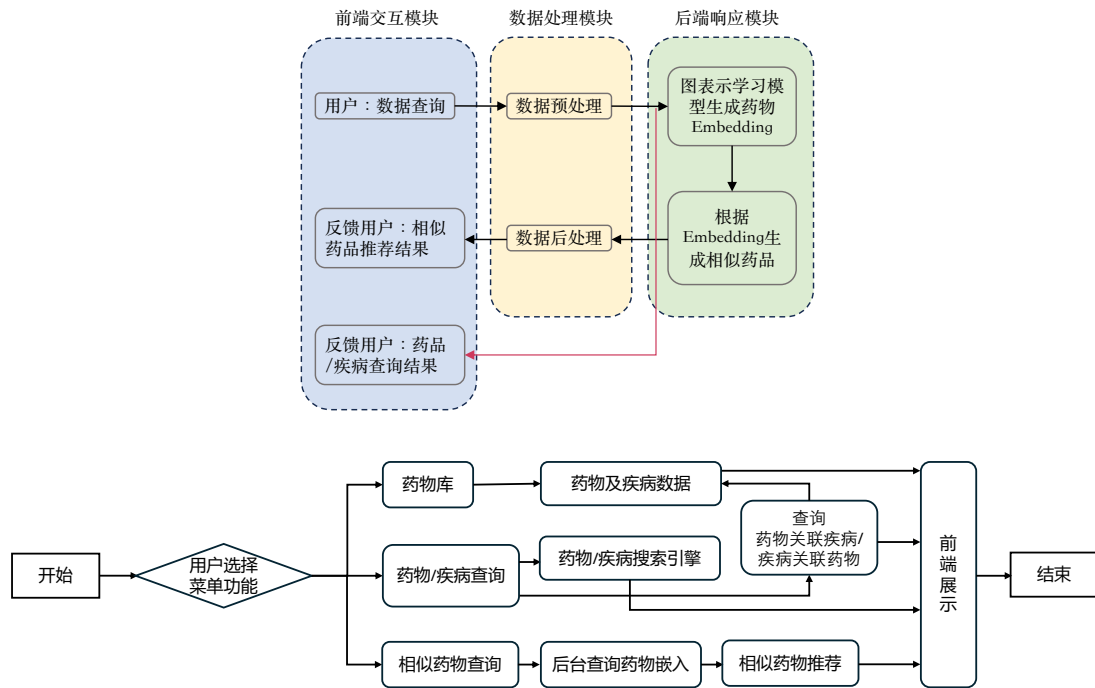 前端交互模块
数据处理模块
后端响应模块
用户：数据查询
数据预处理
图表示学习模
型生成药物
Embedding
反馈用户：相似
药品推荐结果
数据后处理
根据
Embedding生
成相似药品
反馈用户：药品
/疾病查询结果
药物库
药物及疾病数据
查询
药物关联疾病/
疾病关联药物
开始
用户选择
菜单功能
药物/疾病查询
药物/疾病搜索引擎
前
端
展
示
结束
相似药物查询
后台查询药物嵌入
相似药物推荐